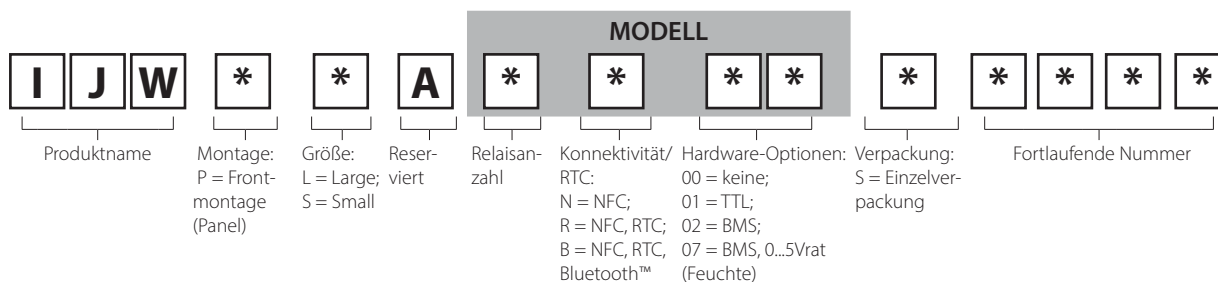 MODELL
I J W * * A * * * * * * * * *
Produktname
Montage:
P = Front-
montage
(Panel)
Größe:
L = Large;
S = Small
Reser-
viert
Relaisan-
zahl
Konnektivität/
RTC:
N = NFC;
R = NFC, RTC;
B = NFC, RTC,
Bluetooth™
Hardware-Optionen:
00 = keine;
01 = TTL;
02 = BMS;
07 = BMS, 0...5Vrat
(Feuchte)
Verpackung:
S = Einzelver-
packung
Fortlaufende Nummer